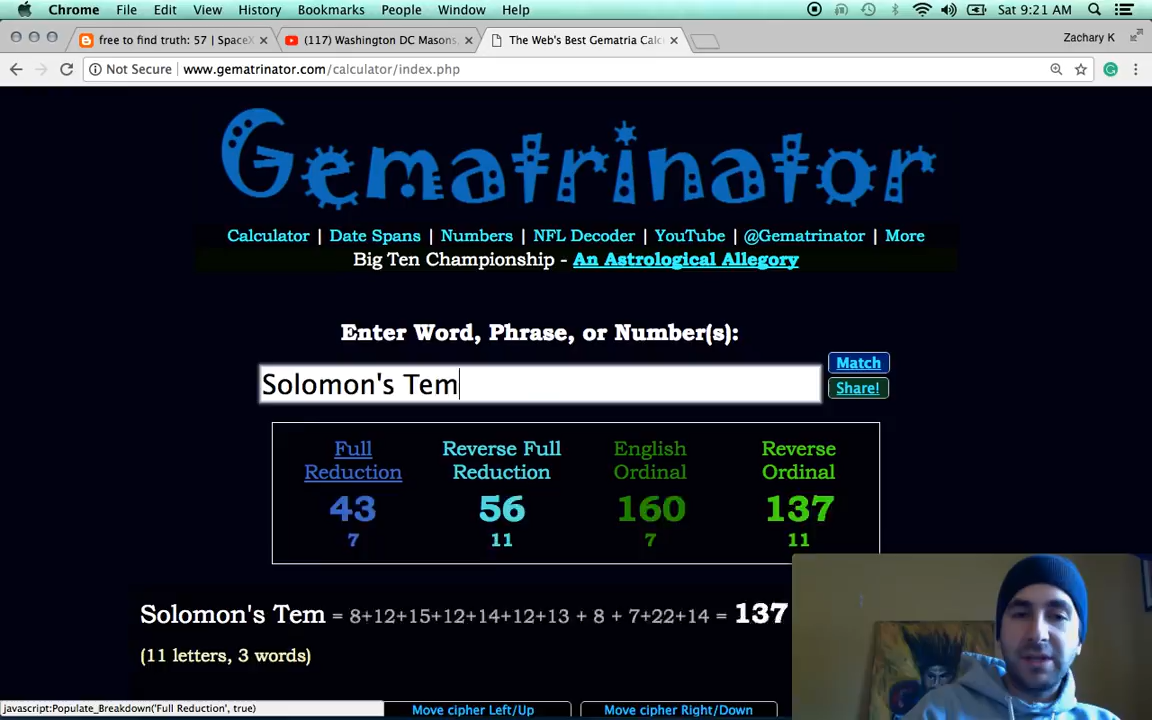 Chrome File Edit View History Bookmarks People Window Help Sat 9:21 AM
free to find truth: 57 | SpaceX (117) Washington DC Masons, The Web's Best Gematria Calc Zachary K
Not Secure www.gematrinator.com/calculator/index.php
Gematrinator
Calculator | Date Spans | Numbers | NFL Decoder | YouTube | @Gematrinator | More
Big Ten Championship - An Astrological Allegory
Enter Word, Phrase, or Number(s):
Solomon's Tem
Match
Share!
Full Reduction
43
7
Reverse Full Reduction
56
11
English Ordinal
160
7
Reverse Ordinal
137
11
Solomon's Tem = 8+12+15+12+14+12+13 + 8 + 7+22+14 = 137
(11 letters, 3 words)
javascript:Populate_Breakdown('Full Reduction', true)
Move cipher Left/Up Move cipher Right/Down